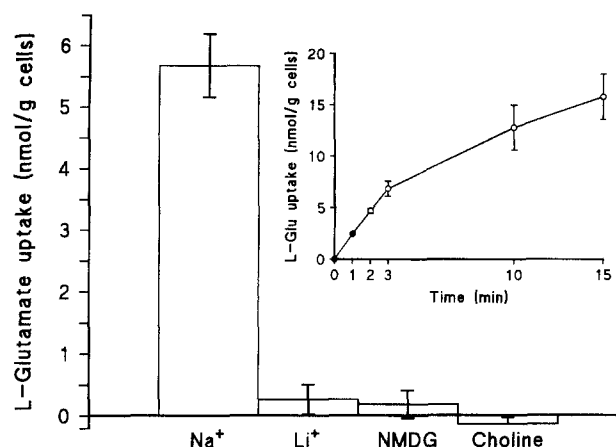 L-Glutamate uptake (nmol/g cells)
6
5
4
3
2
1
0
Na⁺
Li⁺
NMDG
Choline
L-Glu uptake (nmol/g cells)
20
15
10
5
0
0 1 2 3 10 15
Time (min)